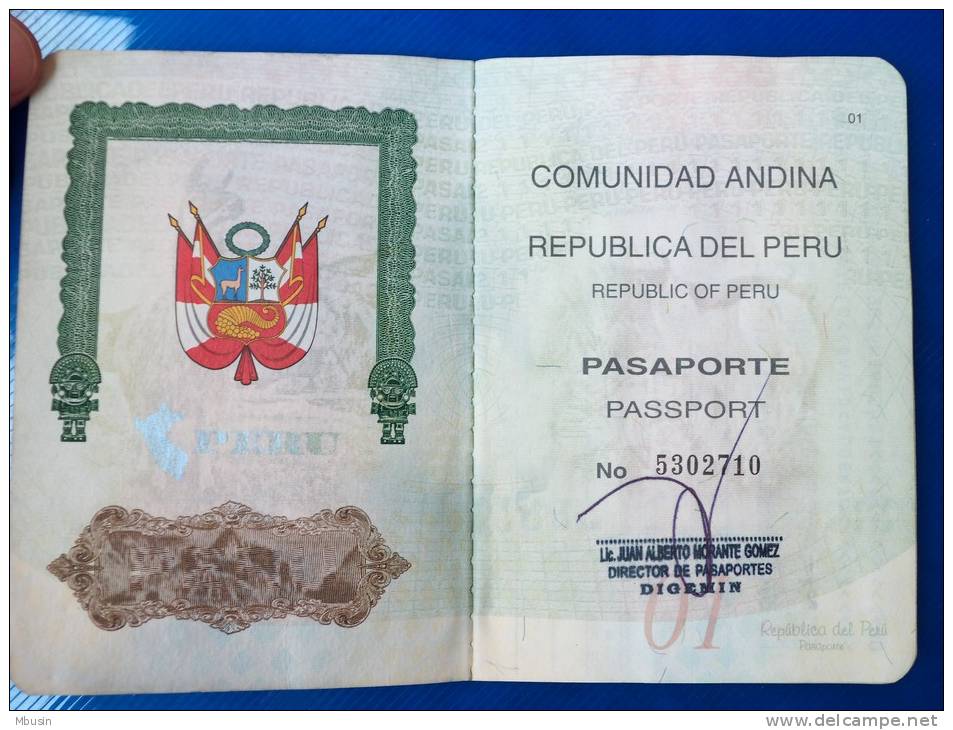 01
COMUNIDAD ANDINA
REPUBLICA DEL PERU
REPUBLIC OF PERU
PASAPORTE
PASSPORT
No 5302710
Lic. JUAN ALBERTO MORANTE GOMEZ
DIRECTOR DE PASAPORTES
DIGEMIN
01
República del Perú
Pasaporte
Mbusin
www.delcampe.net